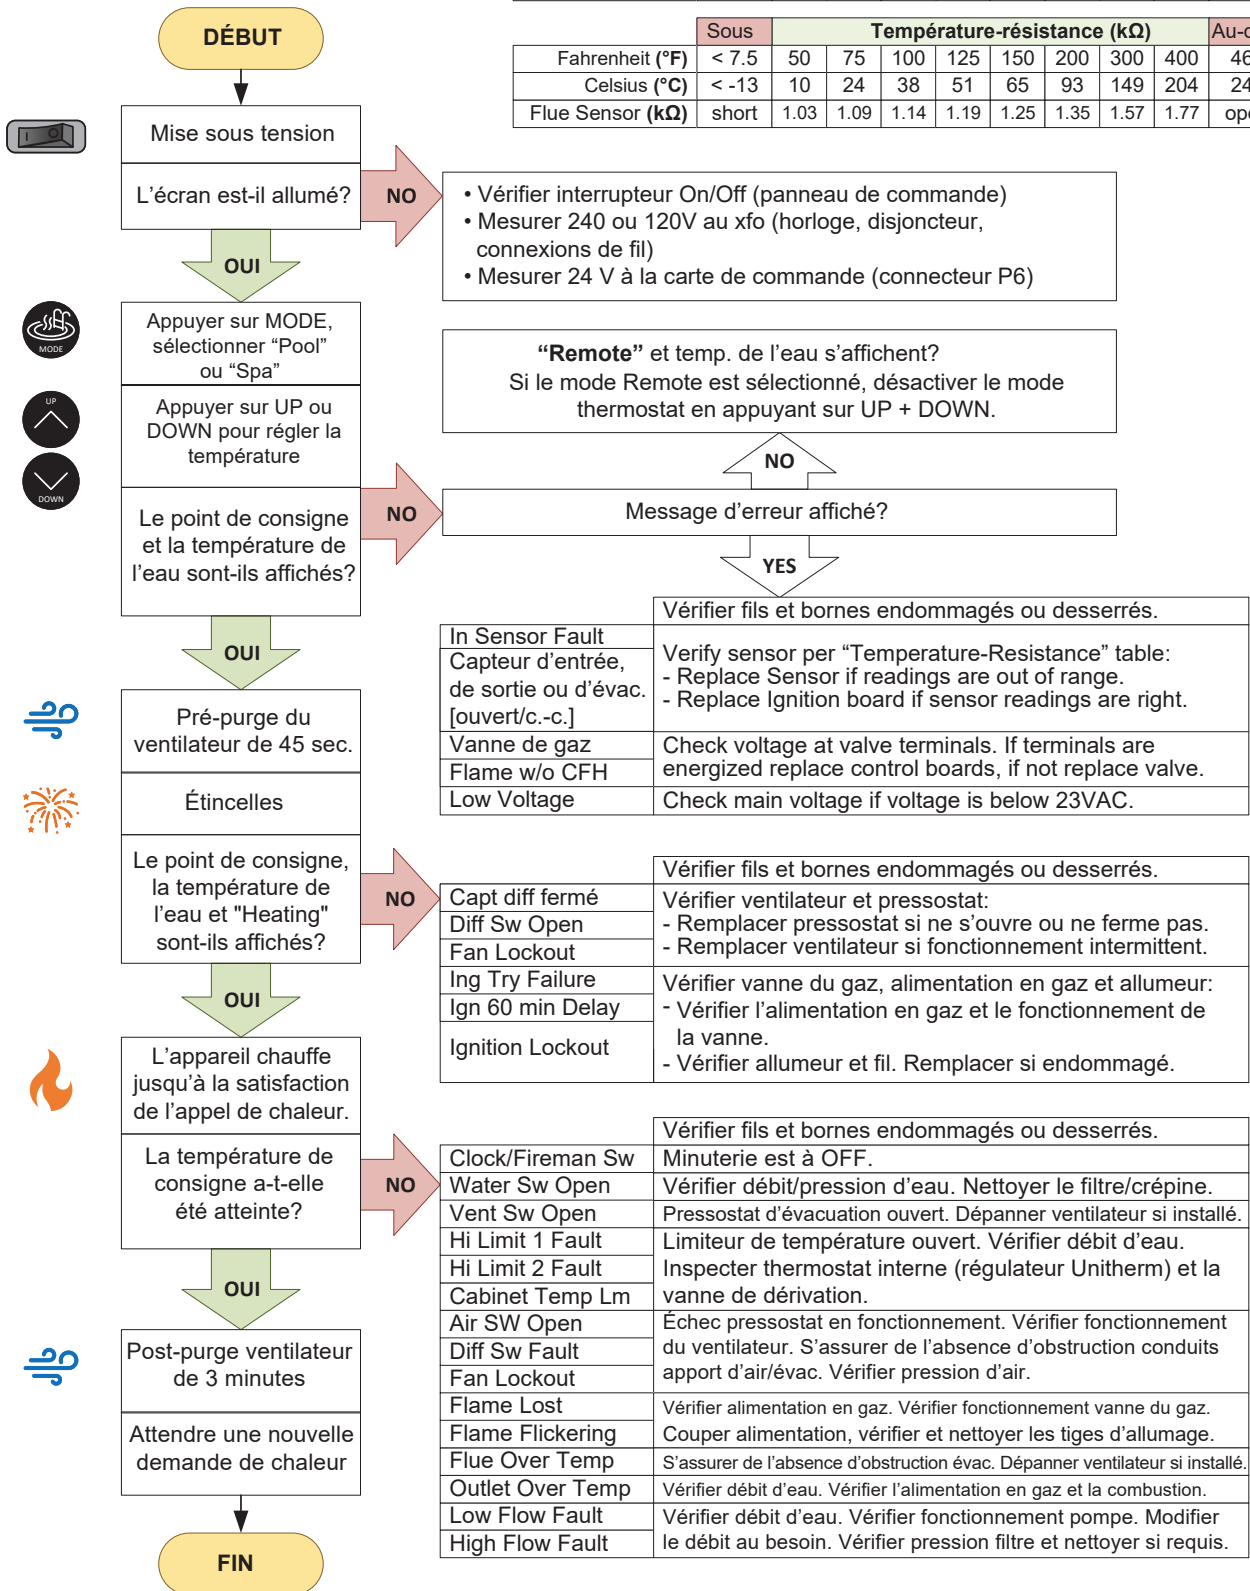 DÉBUT
Sous Température-résistance (kΩ)
Fahrenheit (°F) < 7.5 50 75 100 125 150 200 300 400
Celsius (°C) < -13 10 24 38 51 65 93 149 204
Flue Sensor (kΩ) short 1.03 1.09 1.14 1.19 1.25 1.35 1.57 1.77
Mise sous tension
L'écran est-il allumé?
NO
• Vérifier interrupteur On/Off (panneau de commande)
• Mesurer 240 ou 120V au xfo (horloge, disjoncteur,
connexions de fil)
• Mesurer 24 V à la carte de commande (connecteur P6)
OUI
MODE
Appuyer sur MODE,
sélectionner “Pool”
ou “Spa”
UP
DOWN
Appuyer sur UP ou
DOWN pour régler la
température
“Remote” et temp. de l’eau s’affichent?
Si le mode Remote est sélectionné, désactiver le mode
thermostat en appuyant sur UP + DOWN.
NO
Le point de consigne
et la température de
l’eau sont-ils affichés?
NO
Message d’erreur affiché?
YES
OUI
Vérifier fils et bornes endommagés ou desserrés.
In Sensor Fault
Capteur d’entrée,
de sortie ou d’évac.
[ouvert/c.-c.]
Verify sensor per “Temperature-Resistance” table:
- Replace Sensor if readings are out of range.
- Replace Ignition board if sensor readings are right.
Vanne de gaz
Flame w/o CFH
Check voltage at valve terminals. If terminals are
energized replace control boards, if not replace valve.
Low Voltage
Check main voltage if voltage is below 23VAC.
Pré-purge du
ventilateur de 45 sec.
Étincelles
Le point de consigne,
la température de
l’eau et "Heating"
sont-ils affichés?
NO
Vérifier fils et bornes endommagés ou desserrés.
Capt diff fermé
Diff Sw Open
Fan Lockout
Vérifier ventilateur et pressostat:
- Remplacer pressostat si ne s’ouvre ou ne ferme pas.
- Remplacer ventilateur si fonctionnement intermittent.
Ing Try Failure
Ign 60 min Delay
Ignition Lockout
Vérifier vanne du gaz, alimentation en gaz et allumeur:
- Vérifier l’alimentation en gaz et le fonctionnement de
la vanne.
- Vérifier allumeur et fil. Remplacer si endommagé.
OUI
L’appareil chauffe
jusqu’à la satisfaction
de l’appel de chaleur.
La température de
consigne a-t-elle
été atteinte?
NO
Vérifier fils et bornes endommagés ou desserrés.
Clock/Fireman Sw
Minuterie est à OFF.
Water Sw Open
Vérifier débit/pression d’eau. Nettoyer le filtre/crépine.
Vent Sw Open
Pressostat d’évacuation ouvert. Dépanner ventilateur si installé.
Hi Limit 1 Fault
Hi Limit 2 Fault
Cabinet Temp Lm
Limiteur de température ouvert. Vérifier débit d’eau.
Inspecter thermostat interne (régulateur Unitherm) et la
vanne de dérivation.
Air SW Open
Diff Sw Fault
Fan Lockout
Échec pressostat en fonctionnement. Vérifier fonctionnement
du ventilateur. S’assurer de l’absence d’obstruction conduits
apport d’air/évac. Vérifier pression d’air.
Flame Lost
Flame Flickering
Vérifier alimentation en gaz. Vérifier fonctionnement vanne du gaz.
Couper alimentation, vérifier et nettoyer les tiges d’allumage.
Flue Over Temp
S’assurer de l’absence d’obstruction évac. Dépanner ventilateur si installé.
Outlet Over Temp
Vérifier débit d’eau. Vérifier l’alimentation en gaz et la combustion.
Low Flow Fault
High Flow Fault
Vérifier débit d’eau. Vérifier fonctionnement pompe. Modifier
le débit au besoin. Vérifier pression filtre et nettoyer si requis.
OUI
Post-purge ventilateur
de 3 minutes
Attendre une nouvelle
demande de chaleur
FIN